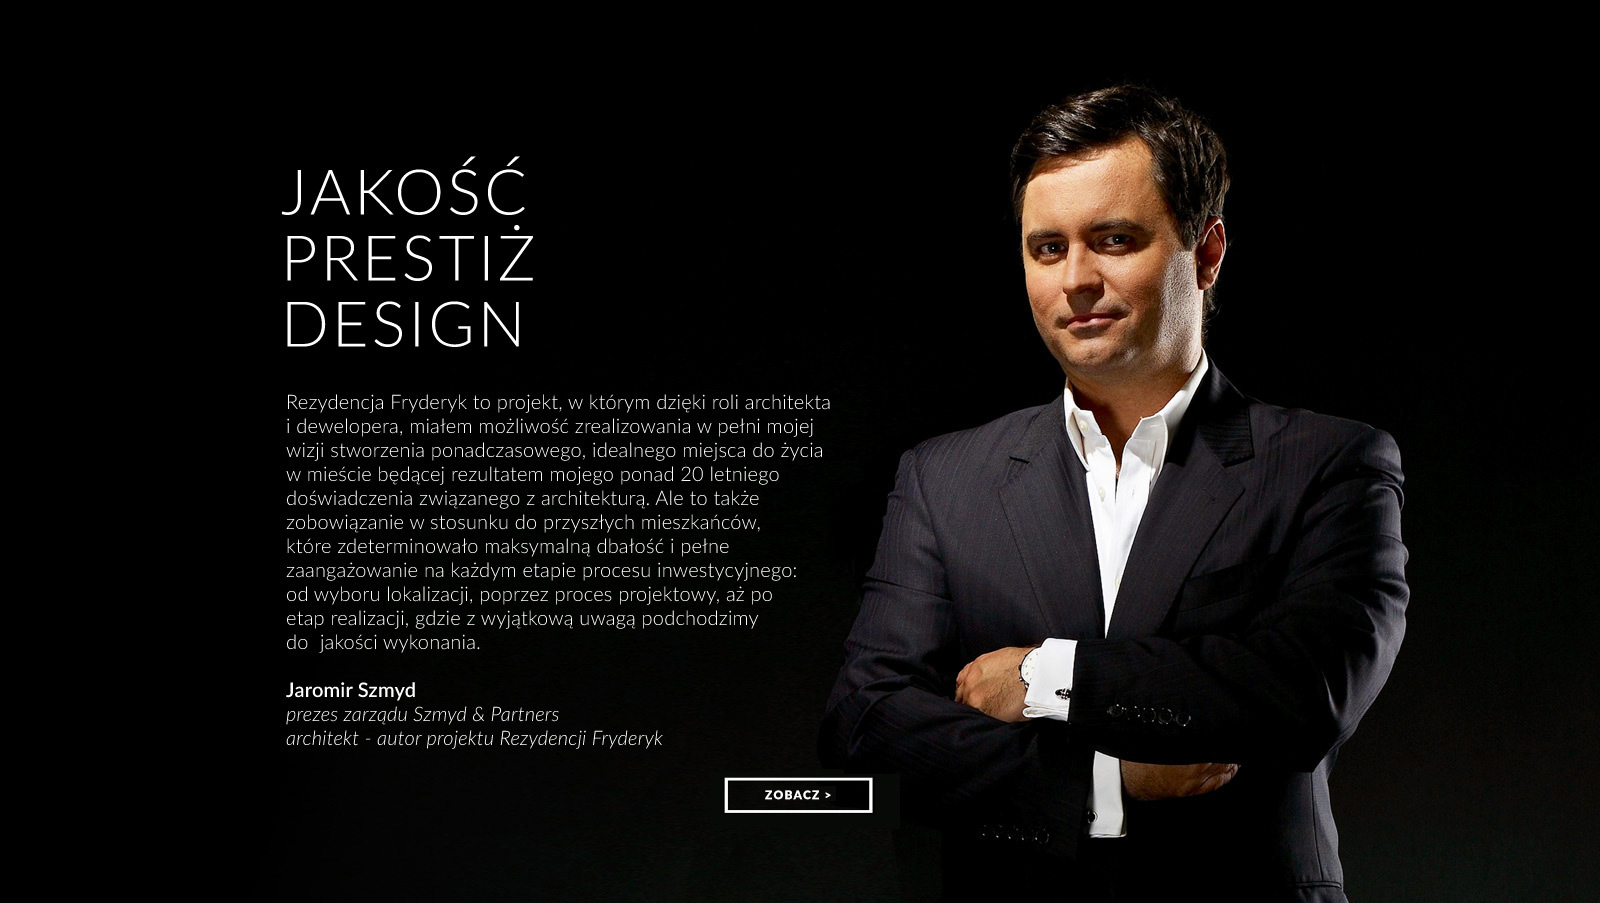 JAKOŚĆ
PRESTIŻ
DESIGN
Rezydencja Fryderyk to projekt, w którym dzięki roli architekta
i dewelopera, miałem możliwość zrealizowania w pełni mojej
wizji stworzenia ponadczasowego, idealnego miejsca do życia
w mieście będącej rezultatem mojego ponad 20 letniego
doświadczenia związanego z architekturą. Ale to także
zobowiązanie w stosunku do przyszłych mieszkańców,
które zdeterminowało maksymalną dbałość i pełne
zaangażowanie na każdym etapie procesu inwestycyjnego:
od wyboru lokalizacji, poprzez proces projektowy, aż po
etap realizacji, gdzie z wyjątkową uwagą podchodzimy
do  jakości wykonania.
Jaromir Szmyd
prezes zarządu Szmyd & Partners
architekt - autor projektu Rezydencji Fryderyk
ZOBACZ >